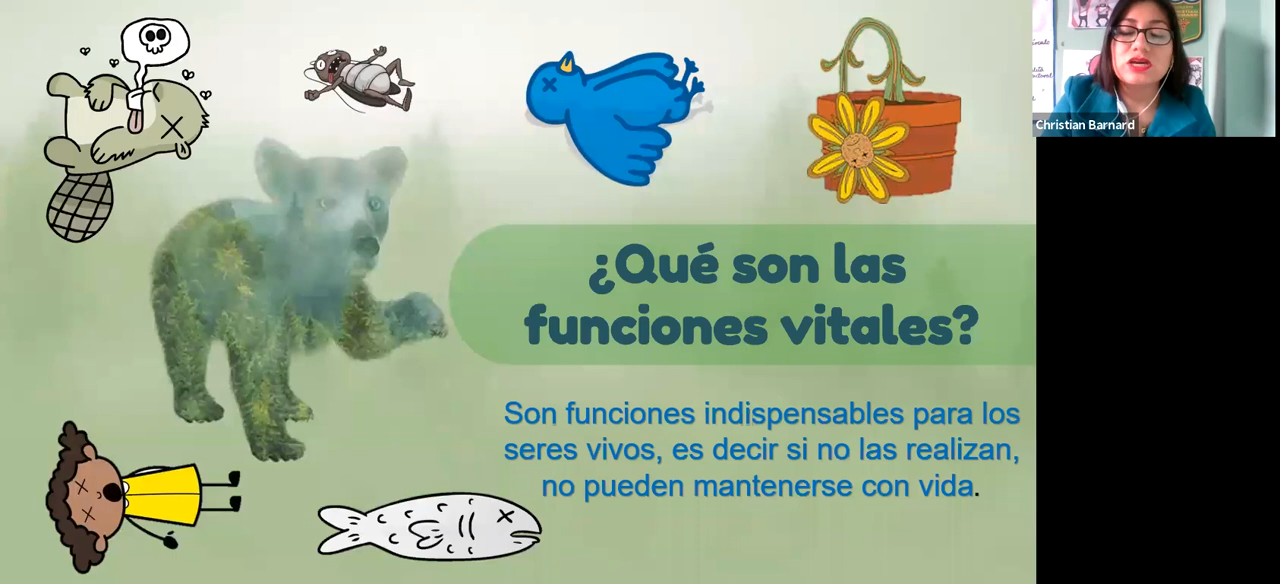 ¿Qué son las
funciones vitales?
Son funciones indispensables para los
seres vivos, es decir si no las realizan,
no pueden mantenerse con vida.
Christian Barnard